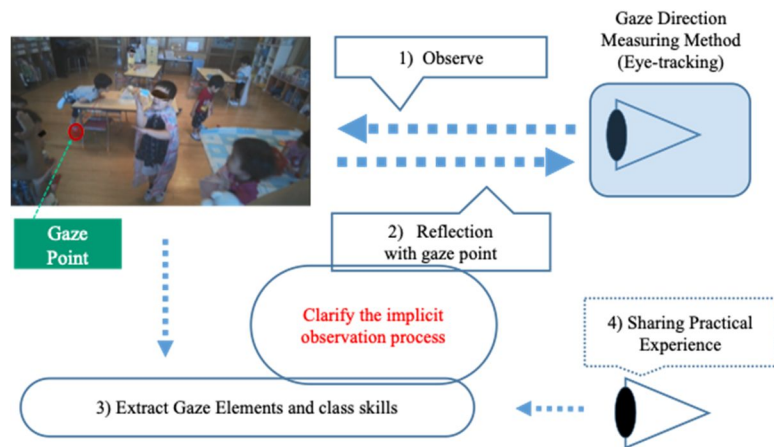 Gaze Direction
Measuring Method
(Eye-tracking)
1) Observe
Gaze
Point
2) Reflection
with gaze point
Clarify the implicit
observation process
4) Sharing Practical
Experience
3) Extract Gaze Elements and class skills